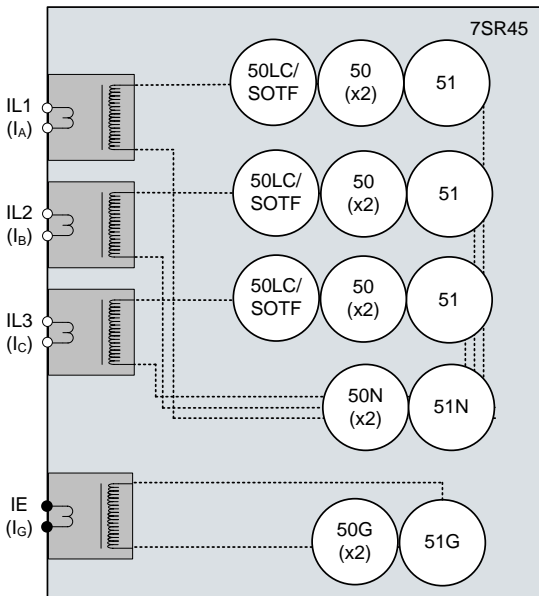 7SR45
IL1
(IA)
50LC/
SOTF
50
(x2)
51
IL2
(IB)
50LC/
SOTF
50
(x2)
51
IL3
(IC)
50LC/
SOTF
50
(x2)
51
50N
(x2)
51N
IE
(IG)
50G
(x2)
51G